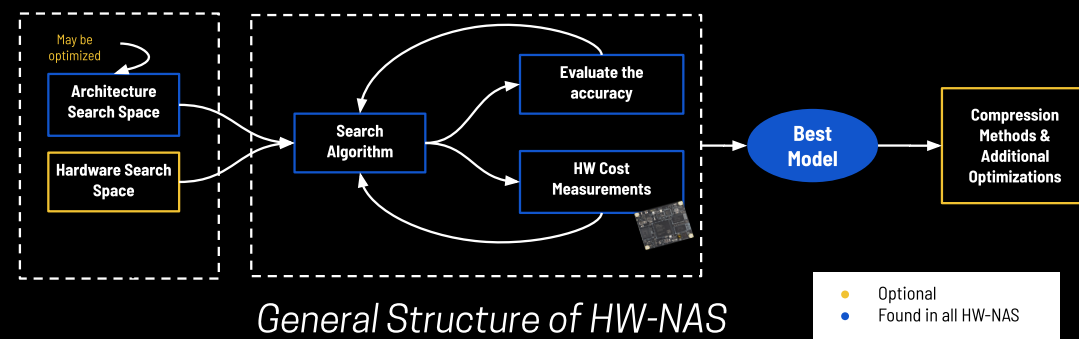 May be
optimized
Architecture
Search Space
Hardware Search
Space
Search
Algorithm
Evaluate the
accuracy
HW Cost
Measurements
Best
Model
Compression
Methods &
Additional
Optimizations
General Structure of HW-NAS
Optional
Found in all HW-NAS